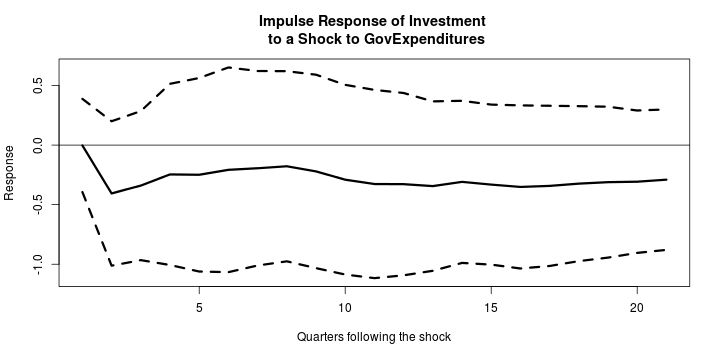 Impulse Response of Investment
to a Shock to GovExpenditures
Response
0.5
0.0
-0.5
-1.0
5
10
15
20
Quarters following the shock